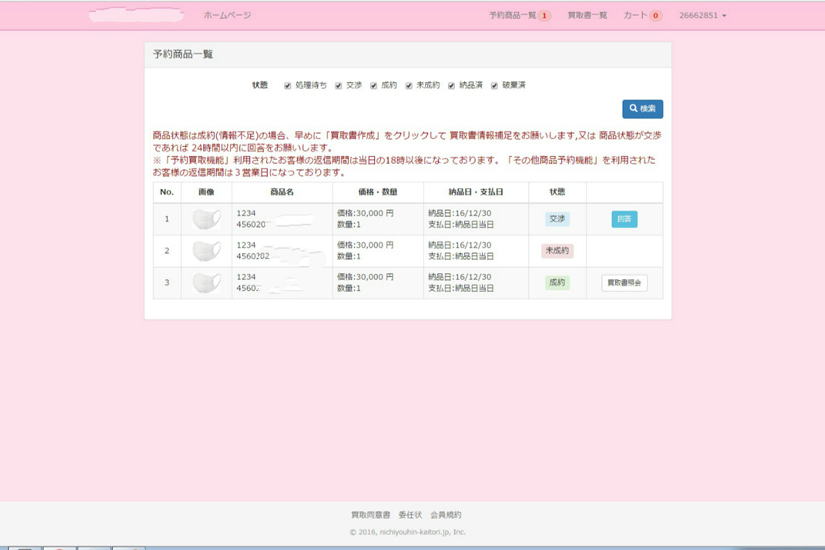 ホームページ 予約商品一覧 1 買取書一覧 カート 0 26662851
予約商品一覧
状態 処理待ち 交渉 成約 未成約 納品済 破棄済
検索
商品状態は成約(情報不足)の場合、早めに「買取書作成」をクリックして 買取書情報補足をお願いします,又は 商品状態が交渉
であれば 24時間以内に回答をお願いします。
※「予約買取機能」利用されたお客様の返信期間は当日の18時以後になっております。「その他商品予約機能」を利用された
お客様の返信期間は３営業日になっております。
No. 画像 商品名 価格・数量 納品日・支払日 状態
1 1234 価格:30,000 円 納品日:16/12/30 交渉 回答
456020 数量:1 支払日:納品日当日
2 1234 価格:30,000 円 納品日:16/12/30 未成約
4560202 数量:1 支払日:納品日当日
3 1234 価格:30,000 円 納品日:16/12/30 成約 買取書照会
4560 数量:1 支払日:納品日当日
買取同意書 委任状 会員規約
© 2016, nichiyouhin-kaitori.jp, Inc.